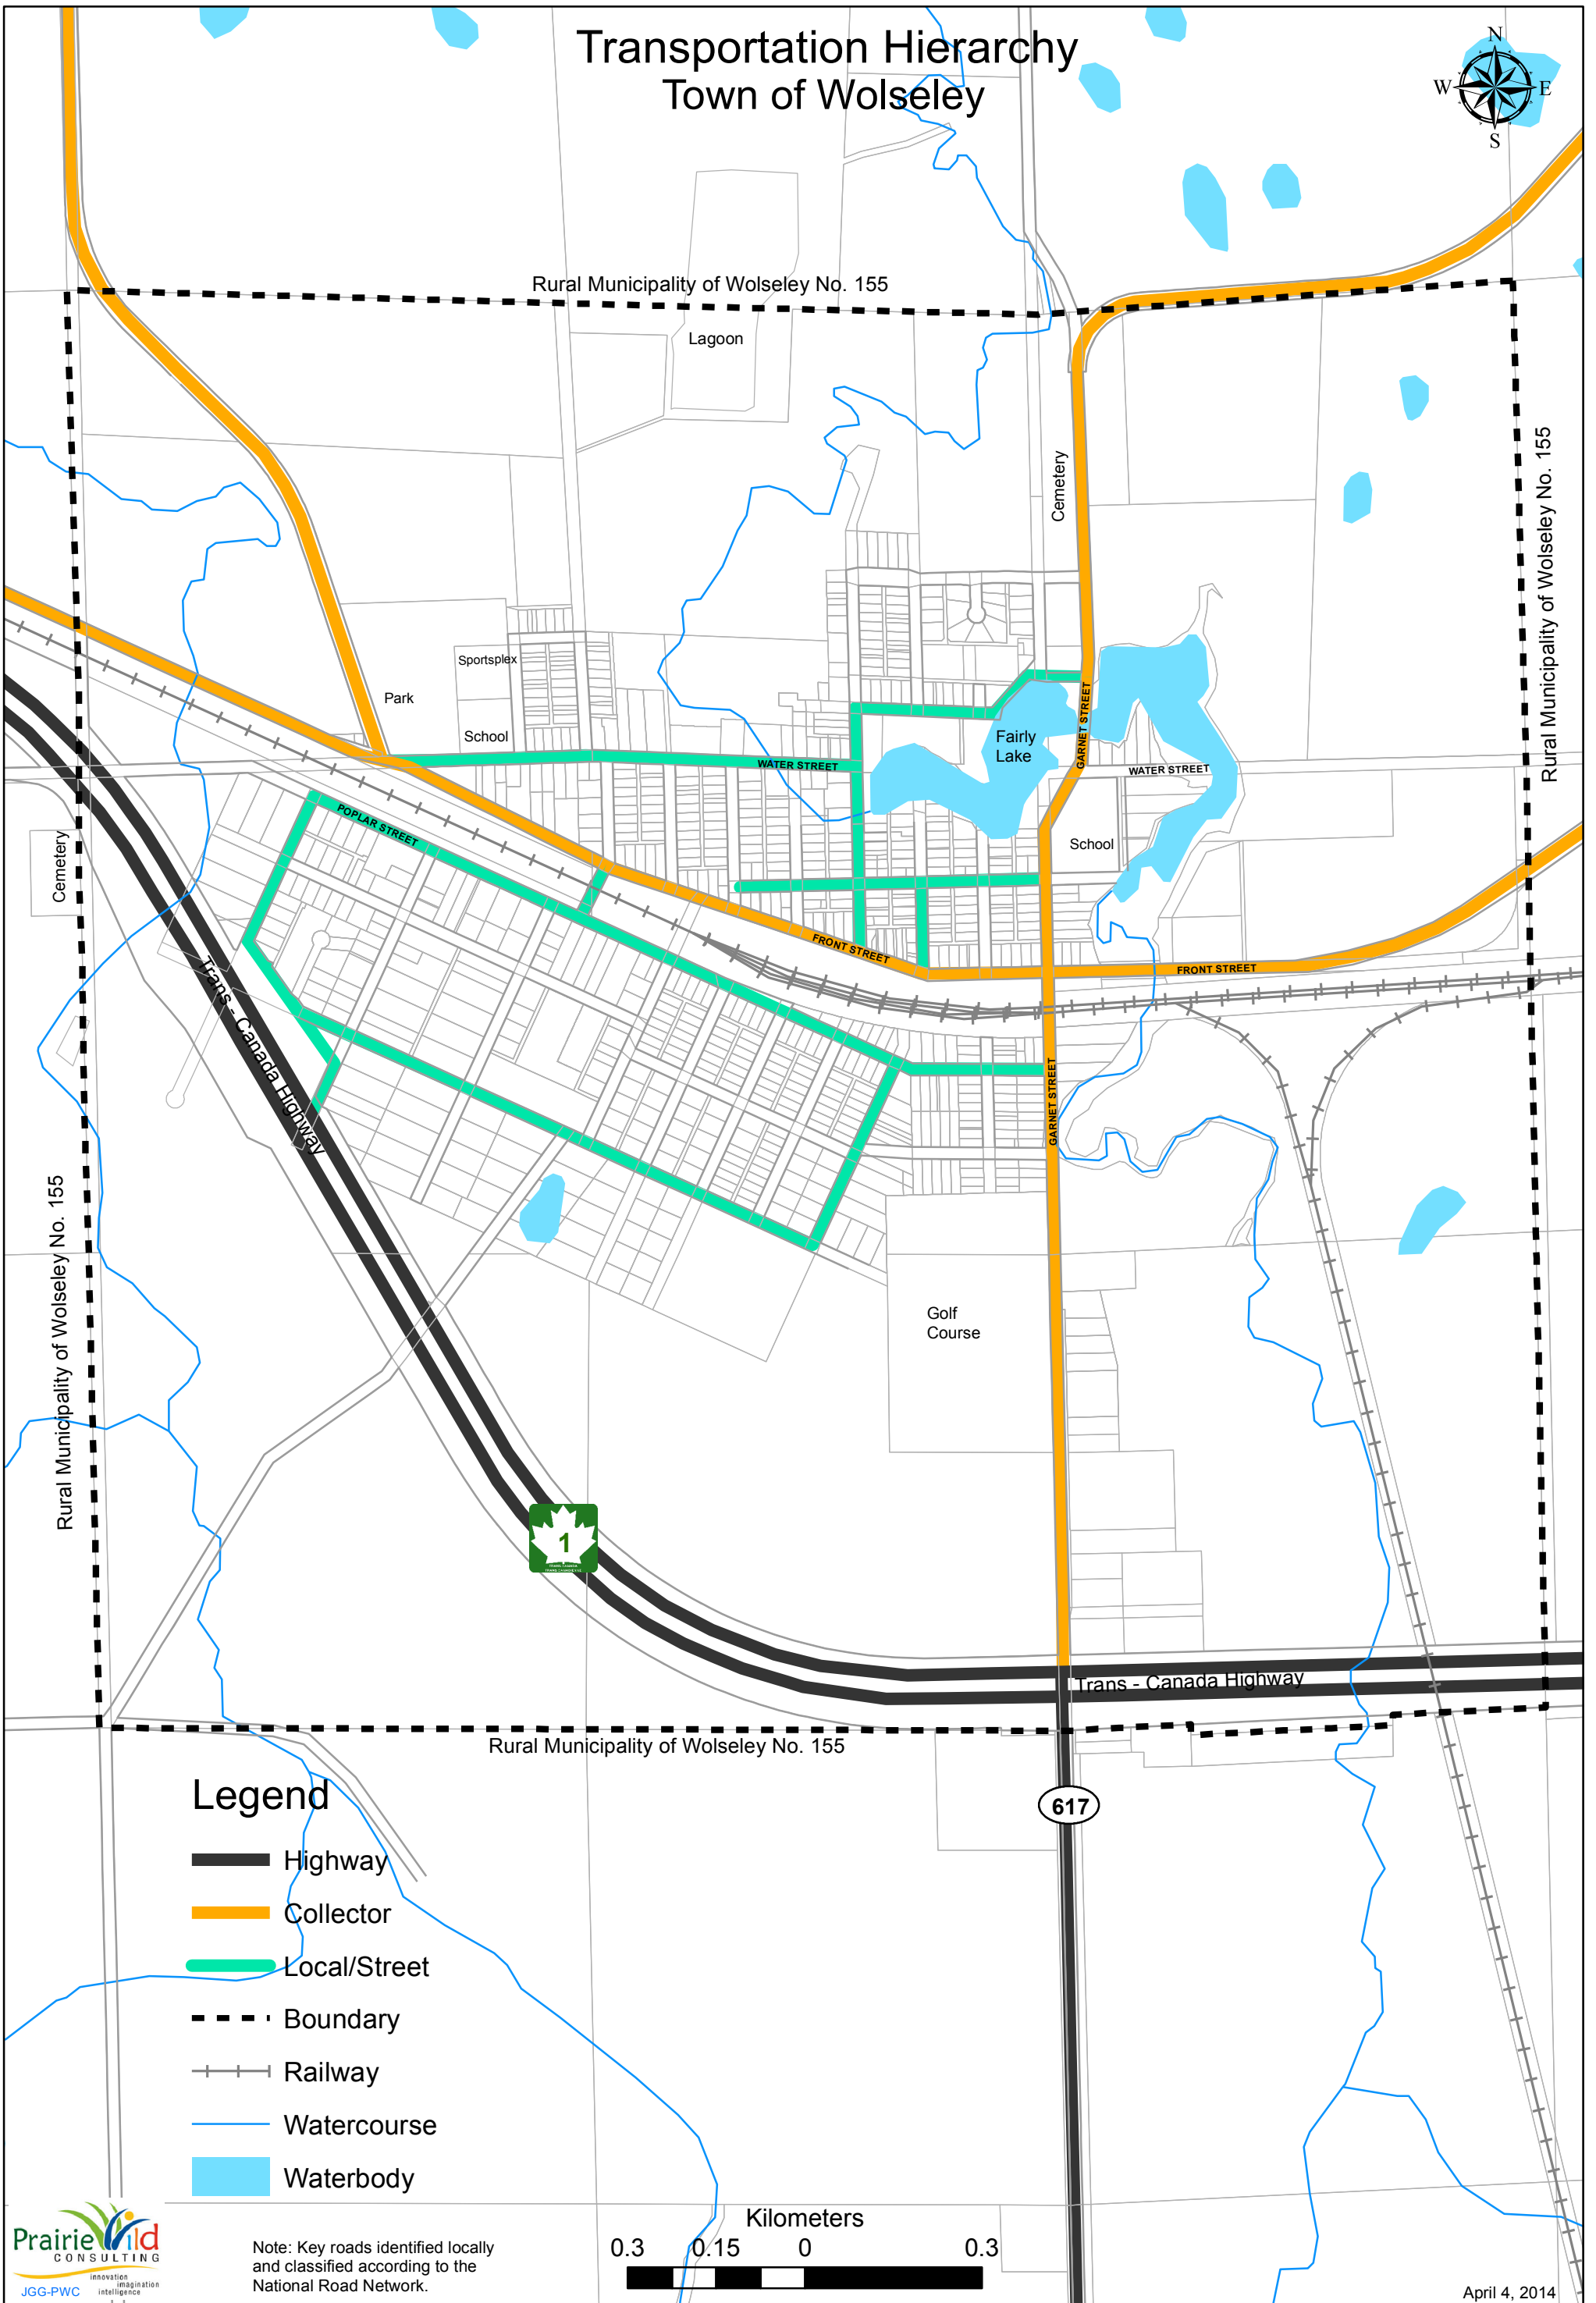 Transportation Hierarchy
Town of Wolseley
N
W
E
S
Rural Municipality of Wolseley No. 155
Lagoon
Cemetery
Rural Municipality of Wolseley No. 155
Sportsplex
Park
School
GARNET STREET
Fairly
Lake
WATER STREET
WATER STREET
POPLAR STREET
School
Cemetery
FRONT STREET
FRONT STREET
Trans - Canada Highway
GARNET STREET
Rural Municipality of Wolseley No. 155
Golf
Course
1
Trans - Canada Highway
Rural Municipality of Wolseley No. 155
617
Legend
Highway
Collector
Local/Street
Boundary
Railway
Watercourse
Waterbody
PrairieWild
CONSULTING
innovation
imagination
intelligence
JGG-PWC
Note: Key roads identified locally
and classified according to the
National Road Network.
Kilometers
0.3 0.15 0 0.3
April 4, 2014